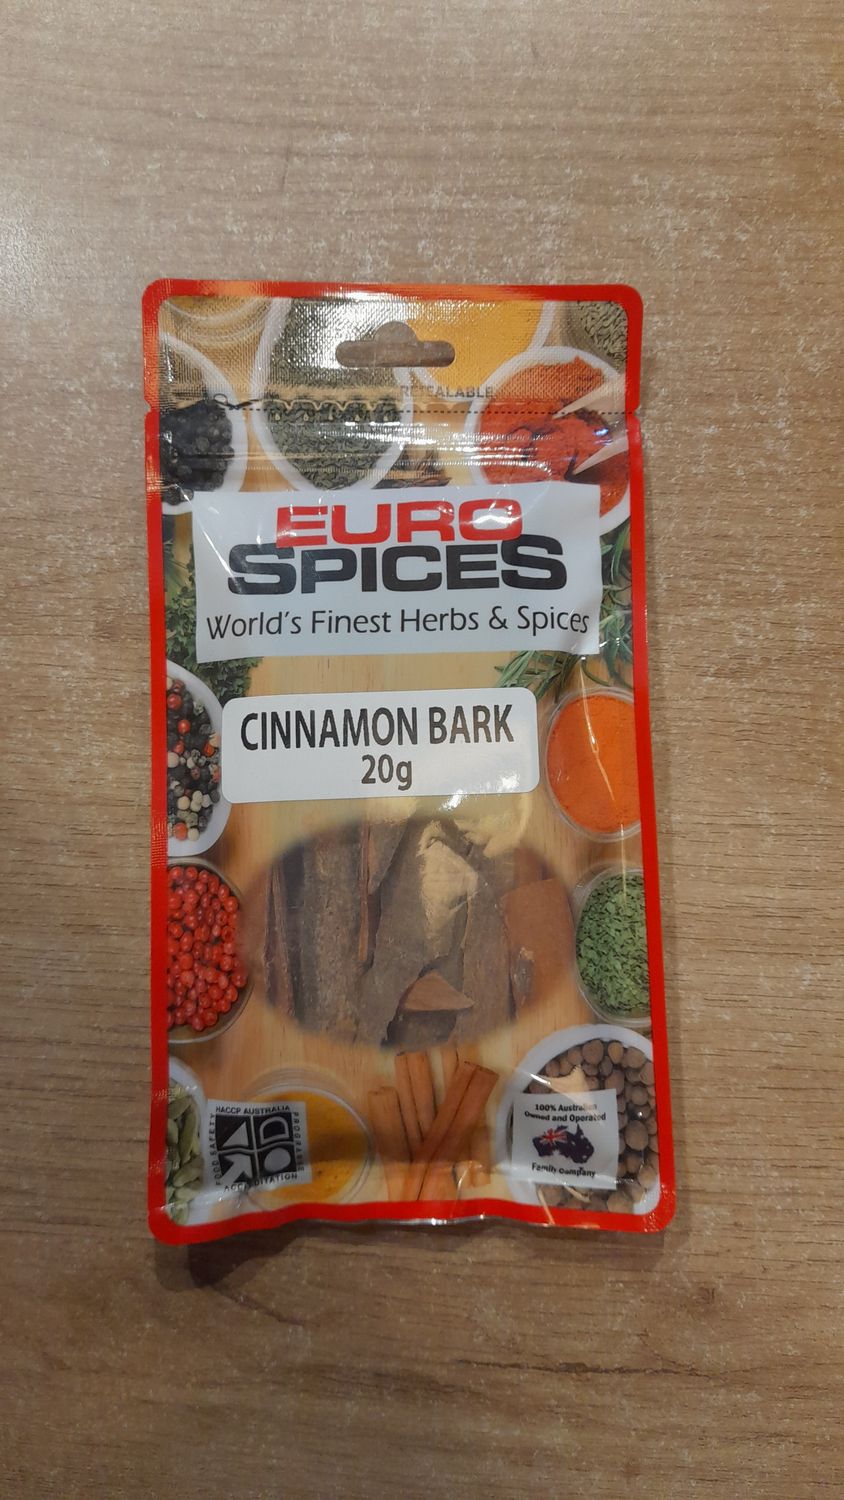 RESEALABLE
EURO
SPICES
World's Finest Herbs & Spices
CINNAMON BARK
20g
HACCP AUSTRALIA
FOOD SAFETY
PROGRAMME
ACCREDITATION
100% Australian
Owned and Operated
Family Company